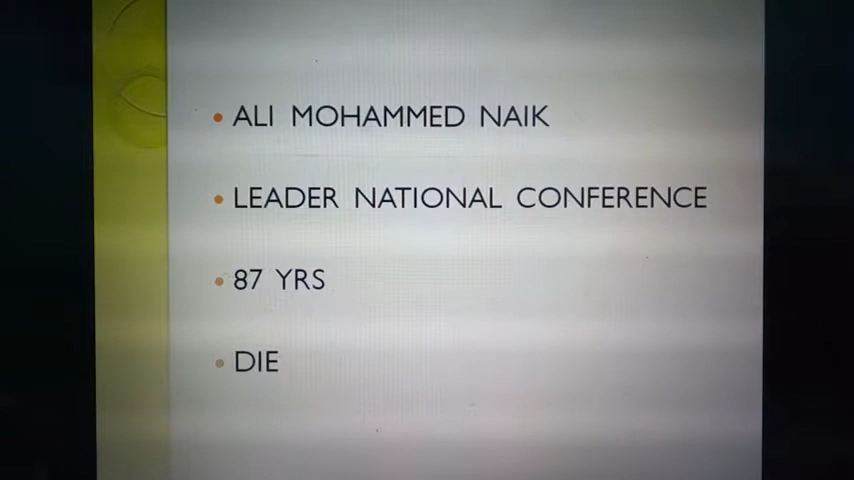 ALI MOHAMMED NAIK
LEADER NATIONAL CONFERENCE
87 YRS
DIE